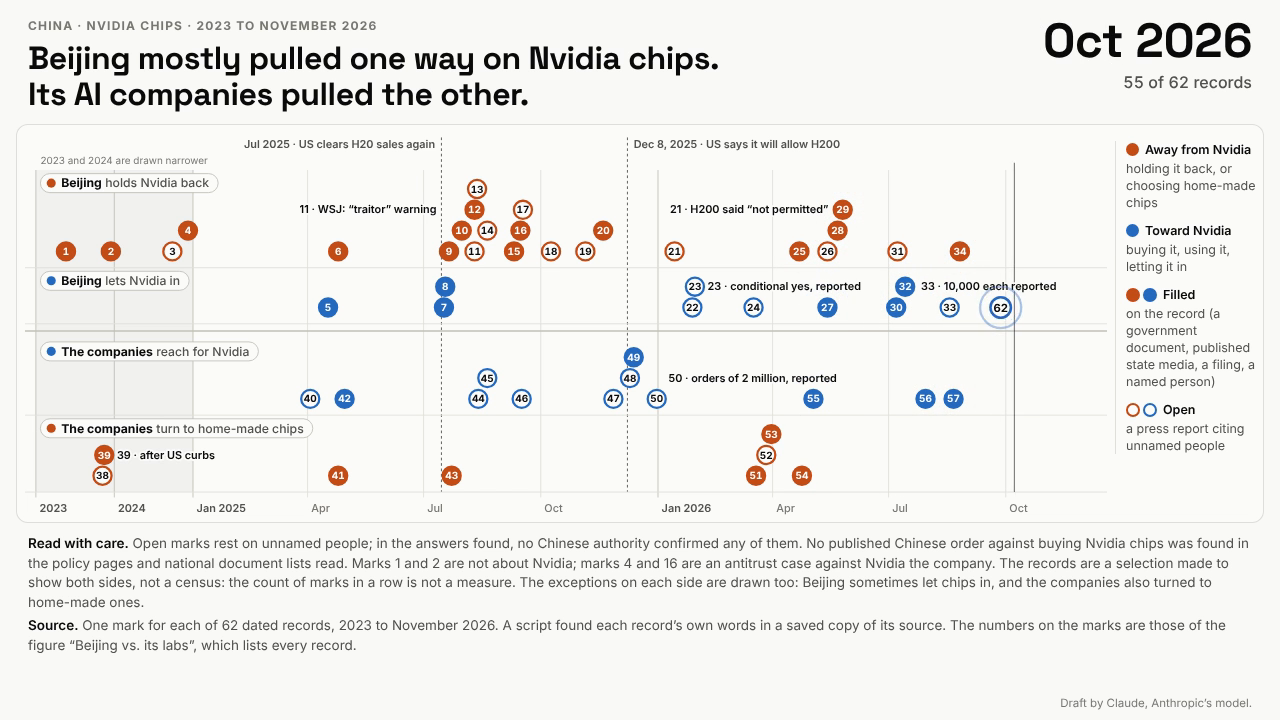 CHINA · NVIDIA CHIPS · 2023 TO NOVEMBER 2026
Beijing mostly pulled one way on Nvidia chips.
Its AI companies pulled the other.
Oct 2026
55 of 62 records
Jul 2025 · US clears H20 sales again
Dec 8, 2025 · US says it will allow H200
2023 and 2024 are drawn narrower
Beijing holds Nvidia back
13
11 · WSJ: “traitor” warning
12
17
21 · H200 said “not permitted”
29
4
10
14
16
20
28
1
2
3
6
9
11
15
18
19
21
25
26
31
34
Beijing lets Nvidia in
8
23
23 · conditional yes, reported
32
33 · 10,000 each reported
5
7
22
24
27
30
33
62
The companies reach for Nvidia
49
45
48
50 · orders of 2 million, reported
40
42
44
46
47
50
55
56
57
The companies turn to home-made chips
53
39
39 · after US curbs
52
38
41
43
51
54
2023
2024
Jan 2025
Apr
Jul
Oct
Jan 2026
Apr
Jul
Oct
Away from Nvidia
holding it back, or
choosing home-made
chips
Toward Nvidia
buying it, using it,
letting it in
Filled
on the record (a
government
document, published
state media, a filing, a
named person)
Open
a press report citing
unnamed people
Read with care. Open marks rest on unnamed people; in the answers found, no Chinese authority confirmed any of them. No published Chinese order against buying Nvidia chips was found in
the policy pages and national document lists read. Marks 1 and 2 are not about Nvidia; marks 4 and 16 are an antitrust case against Nvidia the company. The records are a selection made to
show both sides, not a census: the count of marks in a row is not a measure. The exceptions on each side are drawn too: Beijing sometimes let chips in, and the companies also turned to
home-made ones.
Source. One mark for each of 62 dated records, 2023 to November 2026. A script found each record’s own words in a saved copy of its source. The numbers on the marks are those of the
figure “Beijing vs. its labs”, which lists every record.
Draft by Claude, Anthropic’s model.